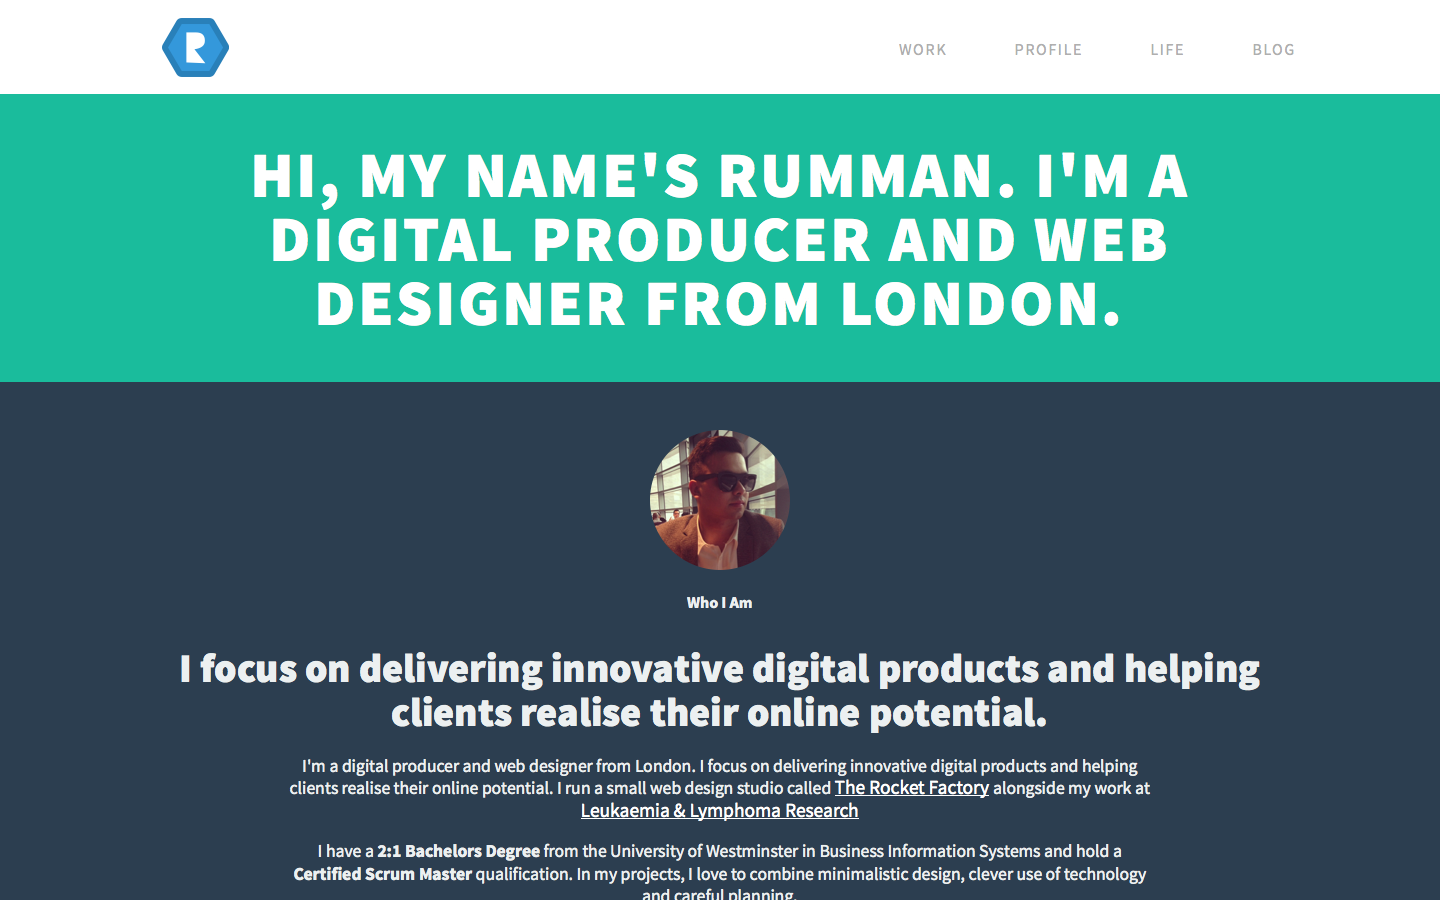 R
WORK PROFILE LIFE BLOG
HI, MY NAME'S RUMMAN. I'M A
DIGITAL PRODUCER AND WEB
DESIGNER FROM LONDON.
Who I Am
I focus on delivering innovative digital products and helping
clients realise their online potential.
I'm a digital producer and web designer from London. I focus on delivering innovative digital products and helping
clients realise their online potential. I run a small web design studio called The Rocket Factory alongside my work at
Leukaemia & Lymphoma Research
I have a 2:1 Bachelors Degree from the University of Westminster in Business Information Systems and hold a
Certified Scrum Master qualification. In my projects, I love to combine minimalistic design, clever use of technology
and careful planning.